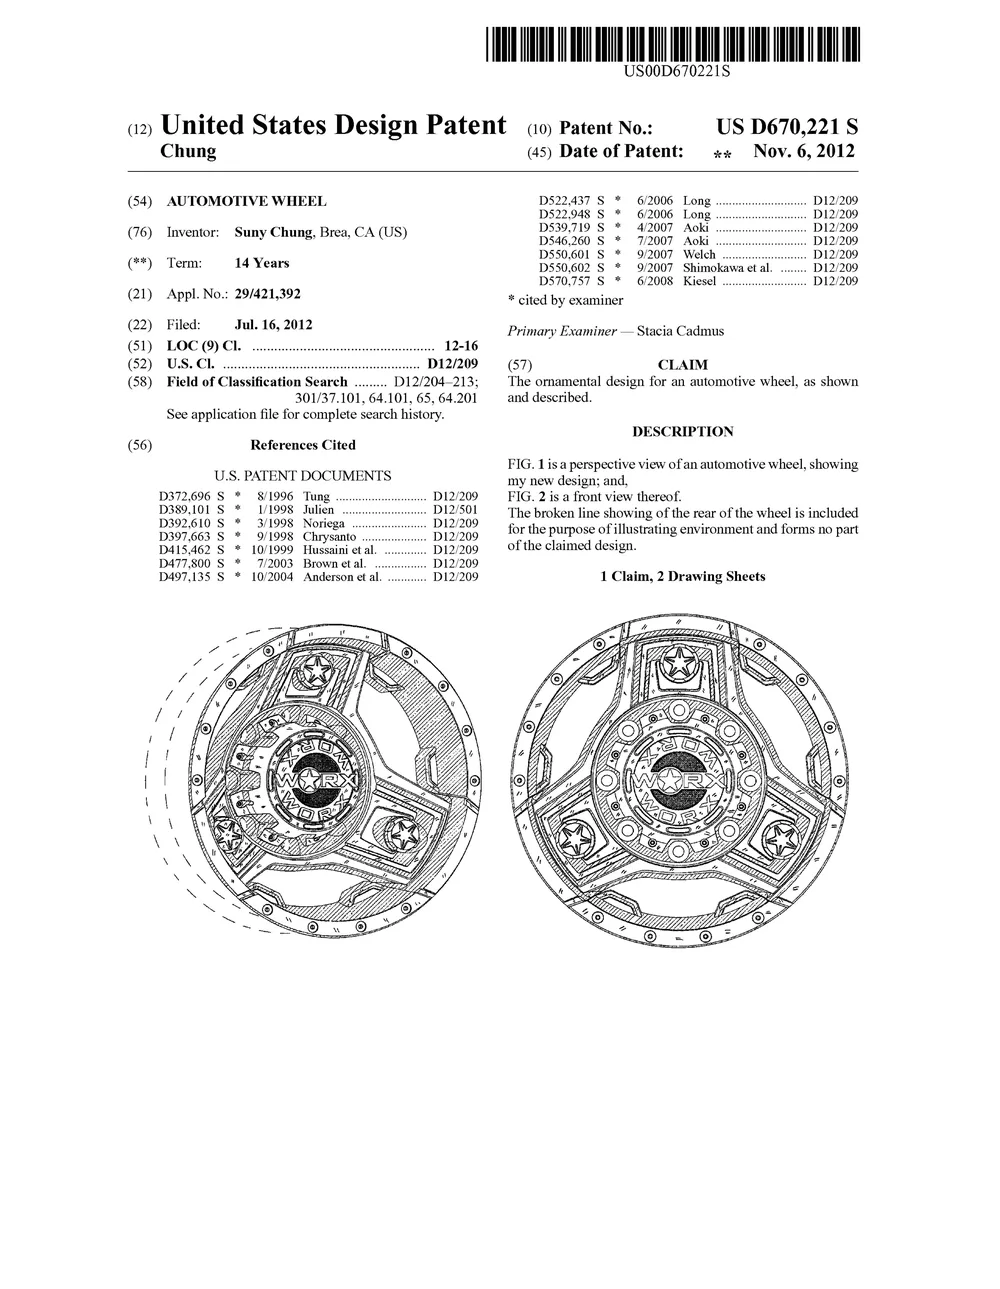 US00D670221S
(12) United States Design Patent
Chung
(10) Patent No.: US D670,221 S
(45) Date of Patent: ** Nov. 6, 2012
(54) AUTOMOTIVE WHEEL
(76) Inventor: Suny Chung, Brea, CA (US)
(**) Term: 14 Years
(21) Appl. No.: 29/421,392
(22) Filed: Jul. 16, 2012
(51) LOC (9) Cl. ................................................. 12-16
(52) U.S. Cl. ..................................................... D12/209
(58) Field of Classification Search ......... D12/204–213;
301/37.101, 64.101, 65, 64.201
See application file for complete search history.
(56) References Cited
U.S. PATENT DOCUMENTS
D372,696 S * 8/1996 Tung ............................ D12/209
D389,101 S * 1/1998 Julien .......................... D12/501
D392,610 S * 3/1998 Noriega ....................... D12/209
D397,663 S * 9/1998 Chrysanto .................... D12/209
D415,462 S * 10/1999 Hussaini et al. ............. D12/209
D477,800 S * 7/2003 Brown et al. ................ D12/209
D497,135 S * 10/2004 Anderson et al. ............ D12/209
D522,437 S * 6/2006 Long ............................ D12/209
D522,948 S * 6/2006 Long ............................ D12/209
D539,719 S * 4/2007 Aoki ............................ D12/209
D546,260 S * 7/2007 Aoki ............................ D12/209
D550,601 S * 9/2007 Welch .......................... D12/209
D550,602 S * 9/2007 Shimokawa et al. ........ D12/209
D570,757 S * 6/2008 Kiesel .......................... D12/209
* cited by examiner
Primary Examiner — Stacia Cadmus
(57) CLAIM
The ornamental design for an automotive wheel, as shown
and described.
DESCRIPTION
FIG. 1 is a perspective view of an automotive wheel, showing
my new design; and,
FIG. 2 is a front view thereof.
The broken line showing of the rear of the wheel is included
for the purpose of illustrating environment and forms no part
of the claimed design.
1 Claim, 2 Drawing Sheets
WORX
WORX
WORX
WORX
WORX
WORX